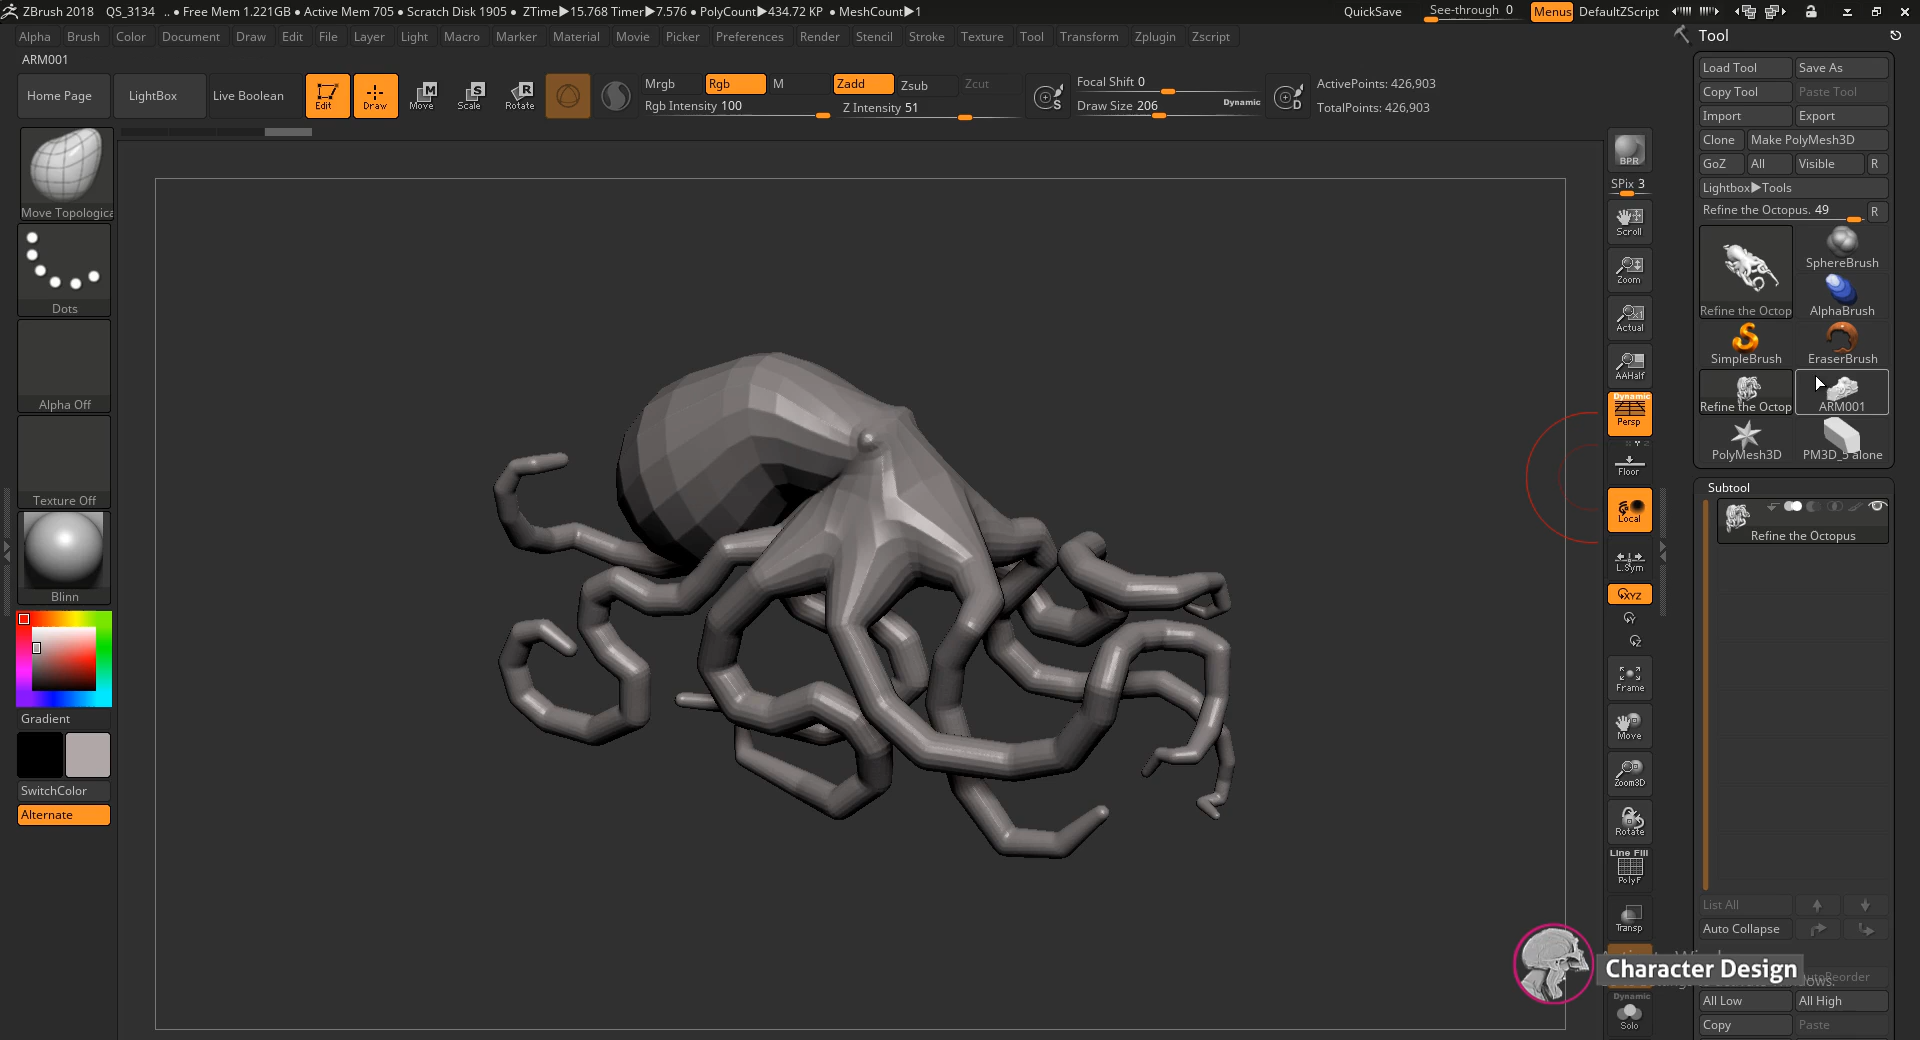 ZBrush 2018 QS_3134 .. • Free Mem 1.221GB • Active Mem 705 • Scratch Disk 1905 • ZTime▶15.768 Timer▶7.576 • PolyCount▶434.72 KP • MeshCount▶1 QuickSave See-through 0 Menus DefaultZScript
Alpha Brush Color Document Draw Edit File Layer Light Macro Marker Material Movie Picker Preferences Render Stencil Stroke Texture Tool Transform Zplugin Zscript
ARM001
Home Page LightBox Live Boolean Edit Draw Move Scale Rotate
Mrgb Rgb M Zadd Zsub Zcut
Rgb Intensity 100 Z Intensity 51
Focal Shift 0
Draw Size 206 Dynamic
ActivePoints: 426,903
TotalPoints: 426,903
Move Topologica
Dots
Alpha Off
Texture Off
Blinn
Gradient
SwitchColor
Alternate
BPR
SPix 3
Scroll
Zoom
Actual
AAHalf
Dynamic
Persp
Floor
Local
L.Sym
XYZ
Y
Z
Frame
Move
Zoom3D
Rotate
Line Fill
PolyF
Transp
Dynamic
Solo
Tool
Load Tool Save As
Copy Tool Paste Tool
Import Export
Clone Make PolyMesh3D
GoZ All Visible R
Lightbox▶Tools
Refine the Octopus. 49 R
SphereBrush
Refine the Octop AlphaBrush
SimpleBrush EraserBrush
Refine the Octop ARM001
PolyMesh3D PM3D_5 alone
Subtool
Refine the Octopus
List All
Auto Collapse
Character Design
All Low All High
Copy Paste